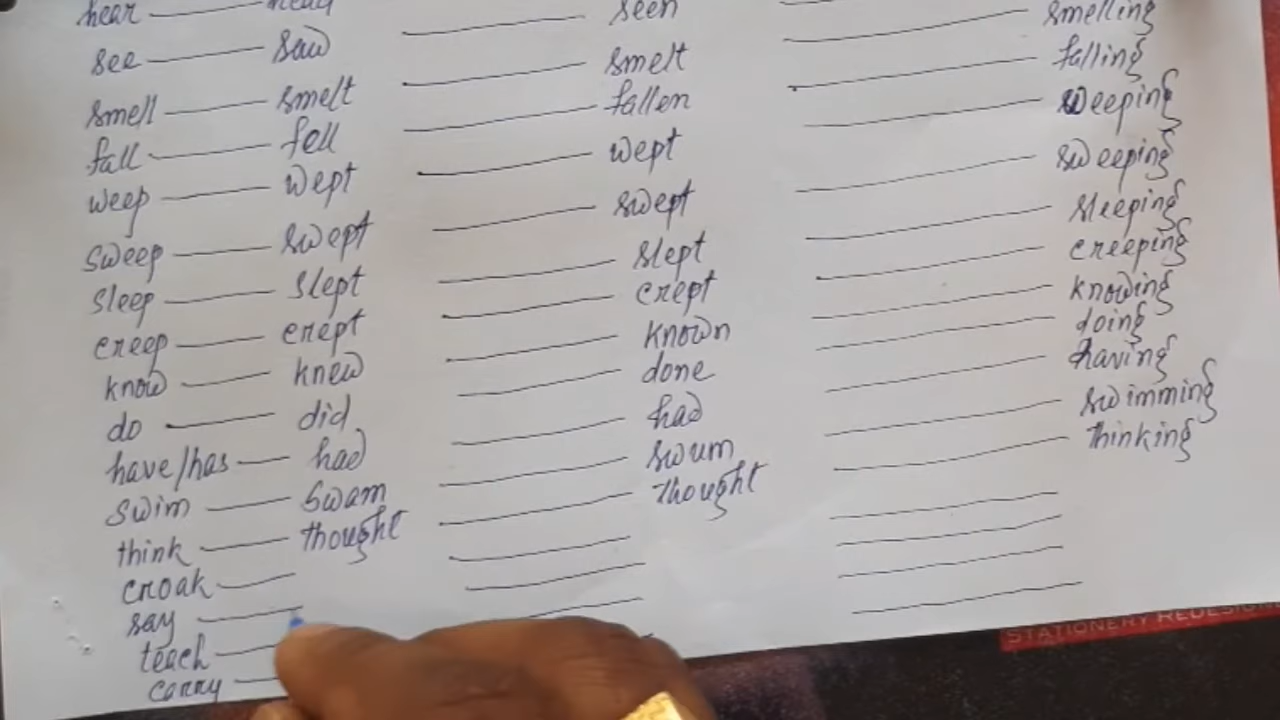 hear head
see saw seen
smell smelt smelt smelling
fall fell fallen falling
weep wept wept weeping
sweep swept swept sweeping
sleep slept slept sleeping
creep crept crept creeping
know knew known knowing
do did done doing
have/has had had having
swim swam swum swimming
think thought thought thinking
croak
say
teach
carry
STATIONERY REDESIGN